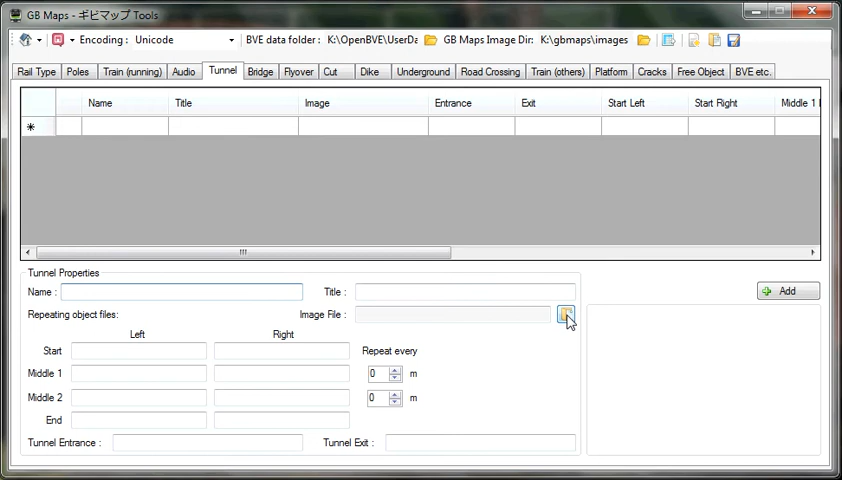 GB Maps - ギビマップ Tools
Encoding : Unicode BVE data folder : K:\OpenBVE\UserDa GB Maps Image Dir: K:\gbmaps\images
Rail Type Poles Train (running) Audio Tunnel Bridge Flyover Cut Dike Underground Road Crossing Train (others) Platform Cracks Free Object BVE etc.
Name Title Image Entrance Exit Start Left Start Right Middle 1
Tunnel Properties
Name : Title : Add
Repeating object files: Image File :
Left Right
Start Repeat every
Middle 1 0 m
Middle 2 0 m
End
Tunnel Entrance : Tunnel Exit :